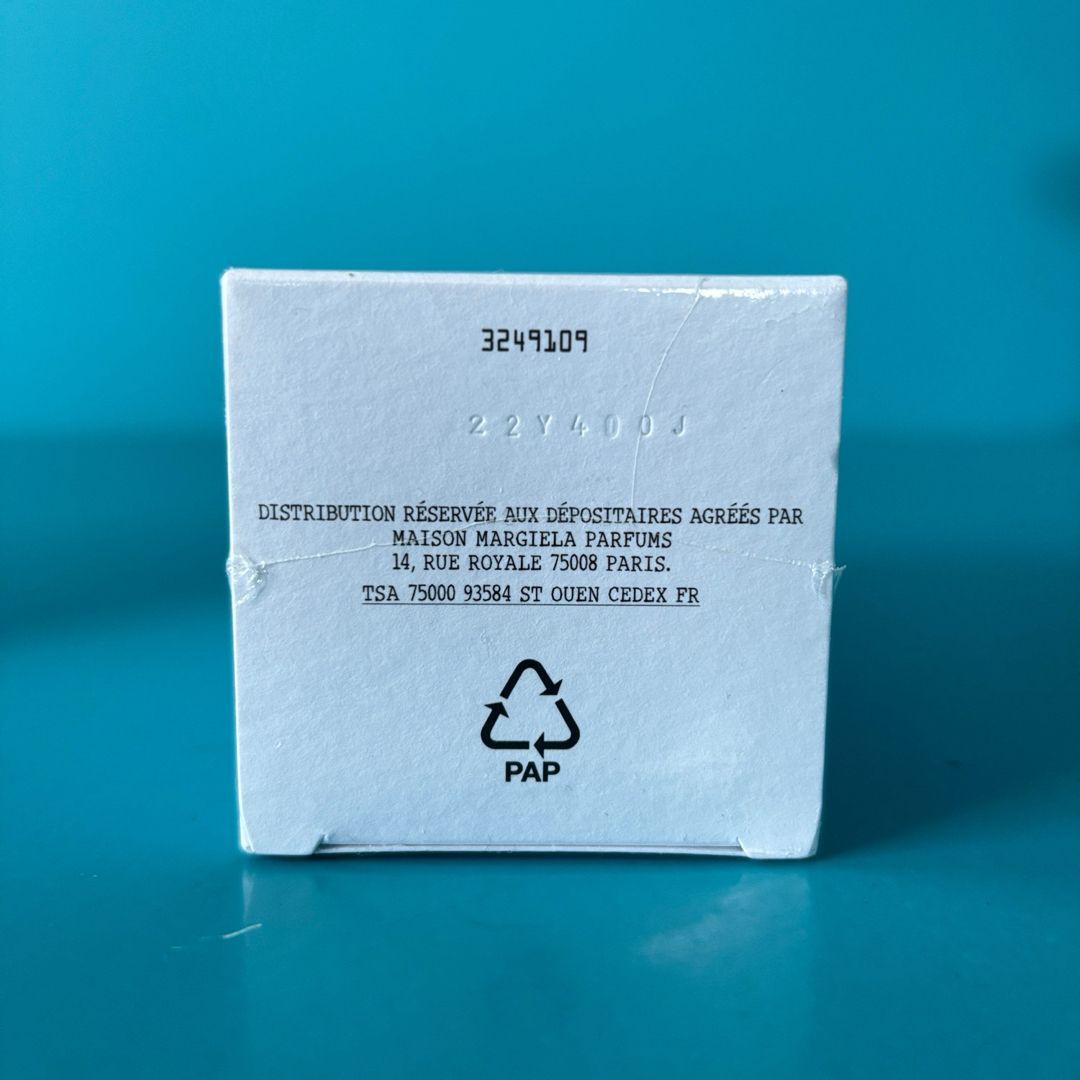 3249109
22Y400J
DISTRIBUTION RÉSERVÉE AUX DÉPOSITAIRES AGRÉÉS PAR
MAISON MARGIELA PARFUMS
14, RUE ROYALE 75008 PARIS.
TSA 75000 93584 ST OUEN CEDEX FR
PAP